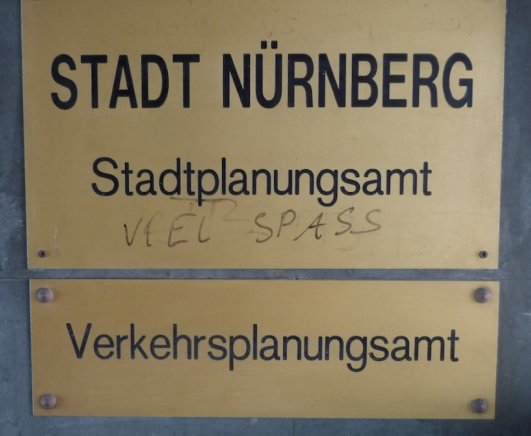 STADT NÜRNBERG
Stadtplanungsamt
VIEL SPASS
Verkehrsplanungsamt